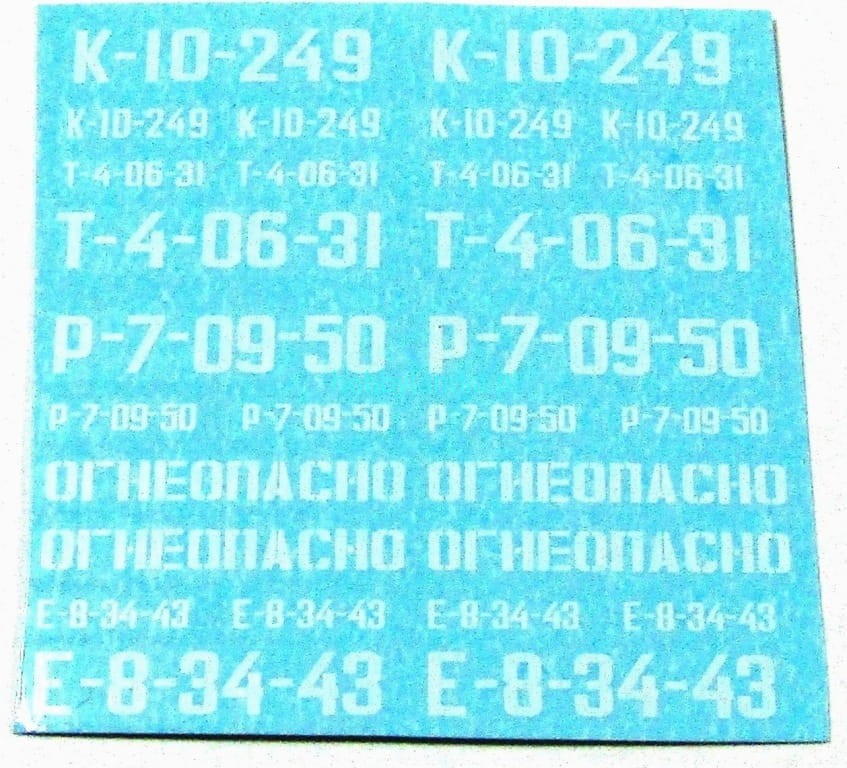 К-10-249 К-10-249
К-10-249 К-10-249 К-10-249 К-10-249
Т-4-06-31 Т-4-06-31 Т-4-06-31 Т-4-06-31
Т-4-06-31 Т-4-06-31
Р-7-09-50 Р-7-09-50
Р-7-09-50 Р-7-09-50 Р-7-09-50 Р-7-09-50
ОГНЕОПАСНО ОГНЕОПАСНО
ОГНЕОПАСНО ОГНЕОПАСНО
Е-8-34-43 Е-8-34-43 Е-8-34-43 Е-8-34-43
Е-8-34-43 Е-8-34-43